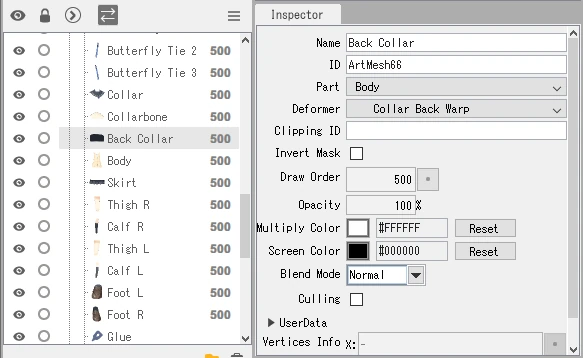 Butterfly Tie 2 500
Butterfly Tie 3 500
Collar 500
Collarbone 500
Back Collar 500
Body 500
Skirt 500
Thigh R 500
Calf R 500
Thigh L 500
Calf L 500
Foot L 500
Foot R 500
Glue
Inspector
Name Back Collar
ID ArtMesh66
Part Body
Deformer Collar Back Warp
Clipping ID
Invert Mask
Draw Order 500
Opacity 100 %
Multiply Color #FFFFFF Reset
Screen Color #000000 Reset
Blend Mode Normal
Culling
UserData
Vertices Info X: -